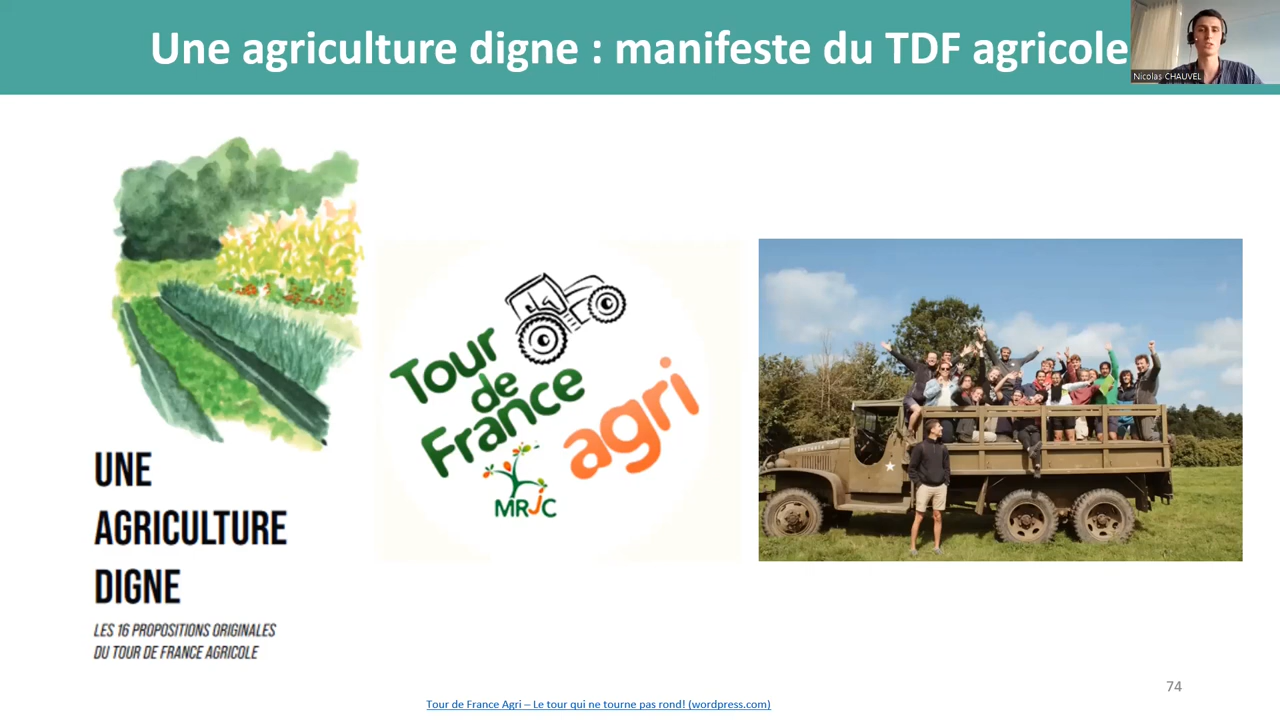 Une agriculture digne : manifeste du TDF agricole
Nicolas CHAUVEL
UNE
AGRICULTURE
DIGNE
LES 16 PROPOSITIONS ORIGINALES
DU TOUR DE FRANCE AGRICOLE
Tour
de
France
agri
MRJC
74
Tour de France Agri – Le tour qui ne tourne pas rond! (wordpress.com)